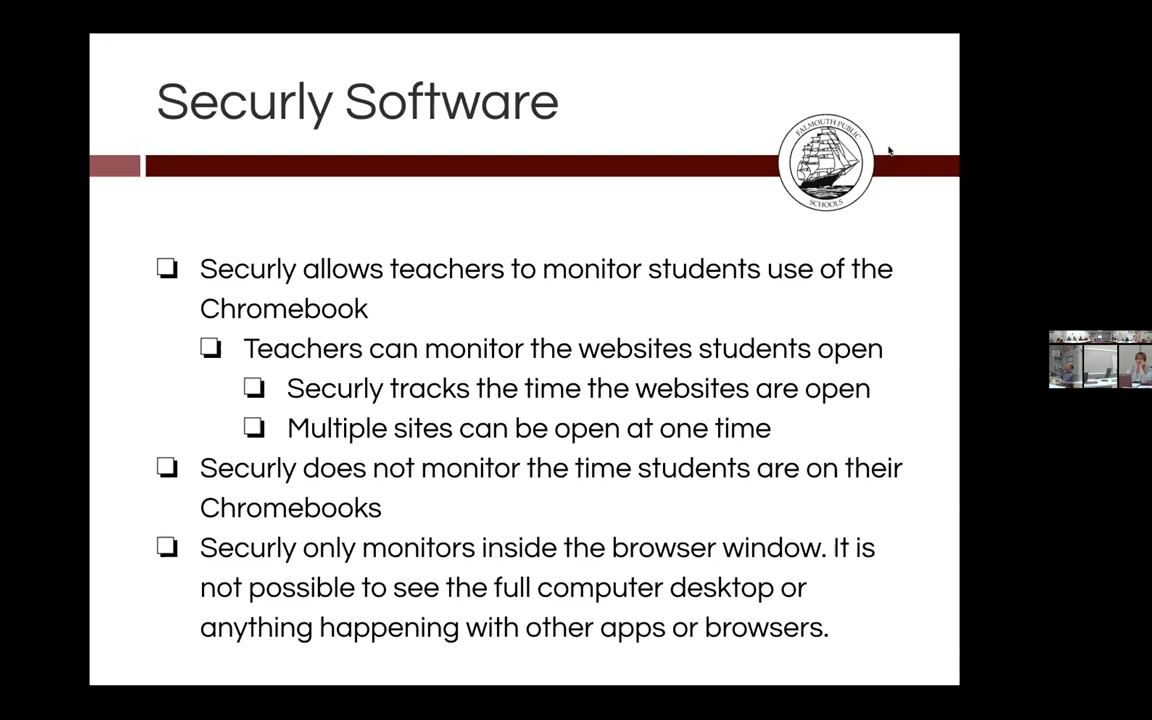 Securly Software
FALMOUTH PUBLIC
SCHOOLS
❏ Securly allows teachers to monitor students use of the
Chromebook
❏ Teachers can monitor the websites students open
❏ Securly tracks the time the websites are open
❏ Multiple sites can be open at one time
❏ Securly does not monitor the time students are on their
Chromebooks
❏ Securly only monitors inside the browser window. It is
not possible to see the full computer desktop or
anything happening with other apps or browsers.